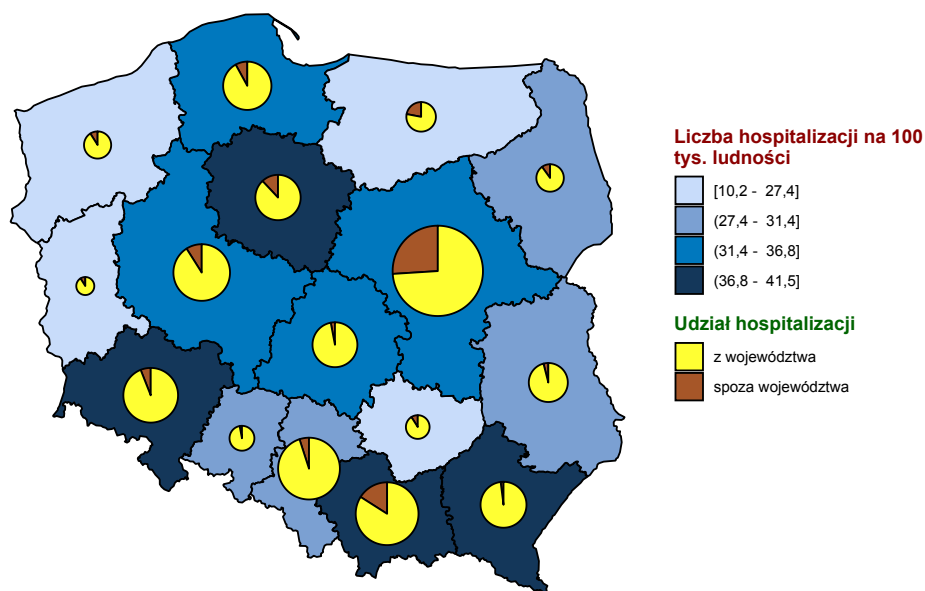 Liczba hospitalizacji na 100
tys. ludności
[10,2 - 27,4]
(27,4 - 31,4]
(31,4 - 36,8]
(36,8 - 41,5]
Udział hospitalizacji
z województwa
spoza województwa